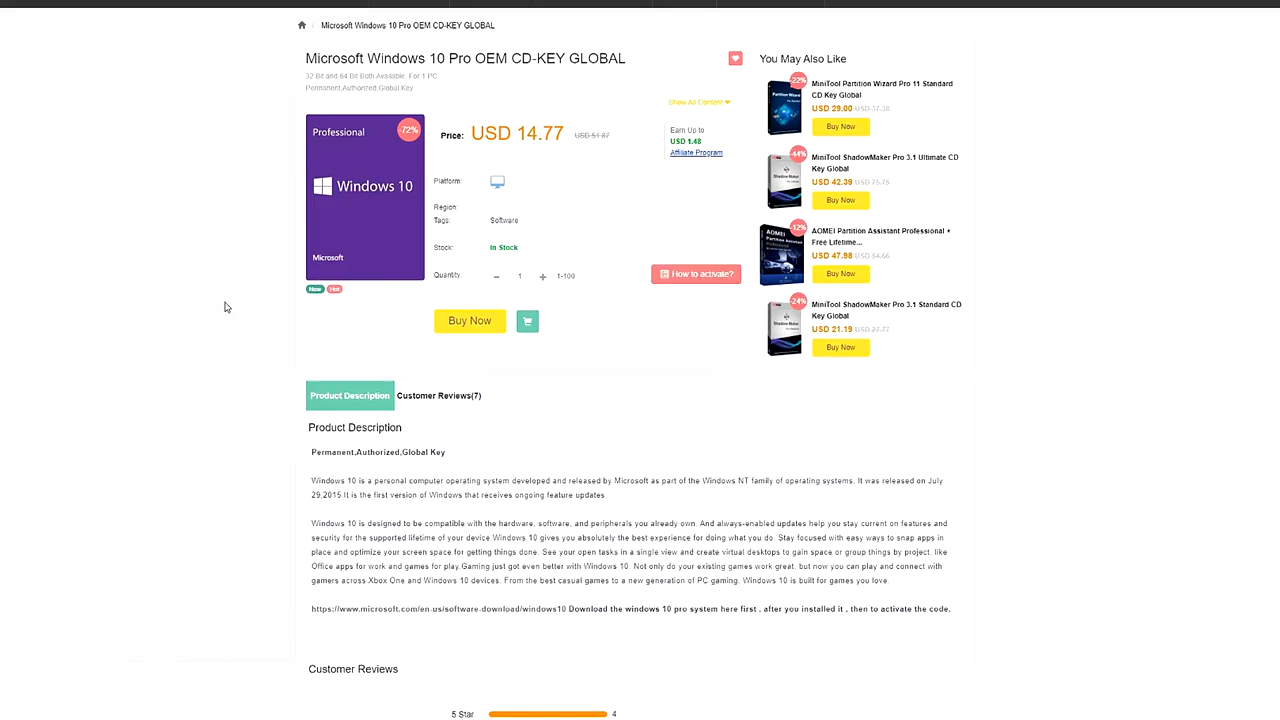 Microsoft Windows 10 Pro OEM CD-KEY GLOBAL
Microsoft Windows 10 Pro OEM CD-KEY GLOBAL
32 Bit and 64 Bit Both Available, For 1 PC
Permanent,Authorized,Global Key
Show All Content
Professional
-72%
Windows 10
Microsoft
New
Hot
Price:
USD 14.77
USD 51.87
Earn Up to
USD 1.48
Affiliate Program
Platform:
Region:
Tags:
Software
Stock:
In Stock
Quantity:
1
1-100
How to activate?
Buy Now
You May Also Like
-22%
MiniTool Partition Wizard Pro 11 Standard
CD Key Global
USD 29.00
Buy Now
-44%
MiniTool ShadowMaker Pro 3.1 Ultimate CD
Key Global
USD 42.39 USD 75.75
Buy Now
-12%
AOMEI Partition Assistant Professional +
Free Lifetime...
USD 47.98 USD 54.66
Buy Now
-24%
MiniTool ShadowMaker Pro 3.1 Standard CD
Key Global
USD 21.19 USD 27.77
Buy Now
Product Description
Customer Reviews(7)
Product Description
Permanent,Authorized,Global Key
Windows 10 is a personal computer operating system developed and released by Microsoft as part of the Windows NT family of operating systems. It was released on July
29,2015.It is the first version of Windows that receives ongoing feature updates
Windows 10 is designed to be compatible with the hardware, software, and peripherals you already own. And always-enabled updates help you stay current on features and
security for the supported lifetime of your device Windows 10 gives you absolutely the best experience for doing what you do. Stay focused with easy ways to snap apps in
place and optimize your screen space for getting things done. See your open tasks in a single view and create virtual desktops to gain space or group things by project, like
Office apps for work and games for play.Gaming just got even better with Windows 10. Not only do your existing games work great, but now you can play and connect with
gamers across Xbox One and Windows 10 devices. From the best casual games to a new generation of PC gaming, Windows 10 is built for games you love.
https://www.microsoft.com/en-us/software-download/windows10 Download the windows 10 pro system here first , after you installed it , then to activate the code.
Customer Reviews
5 Star
4